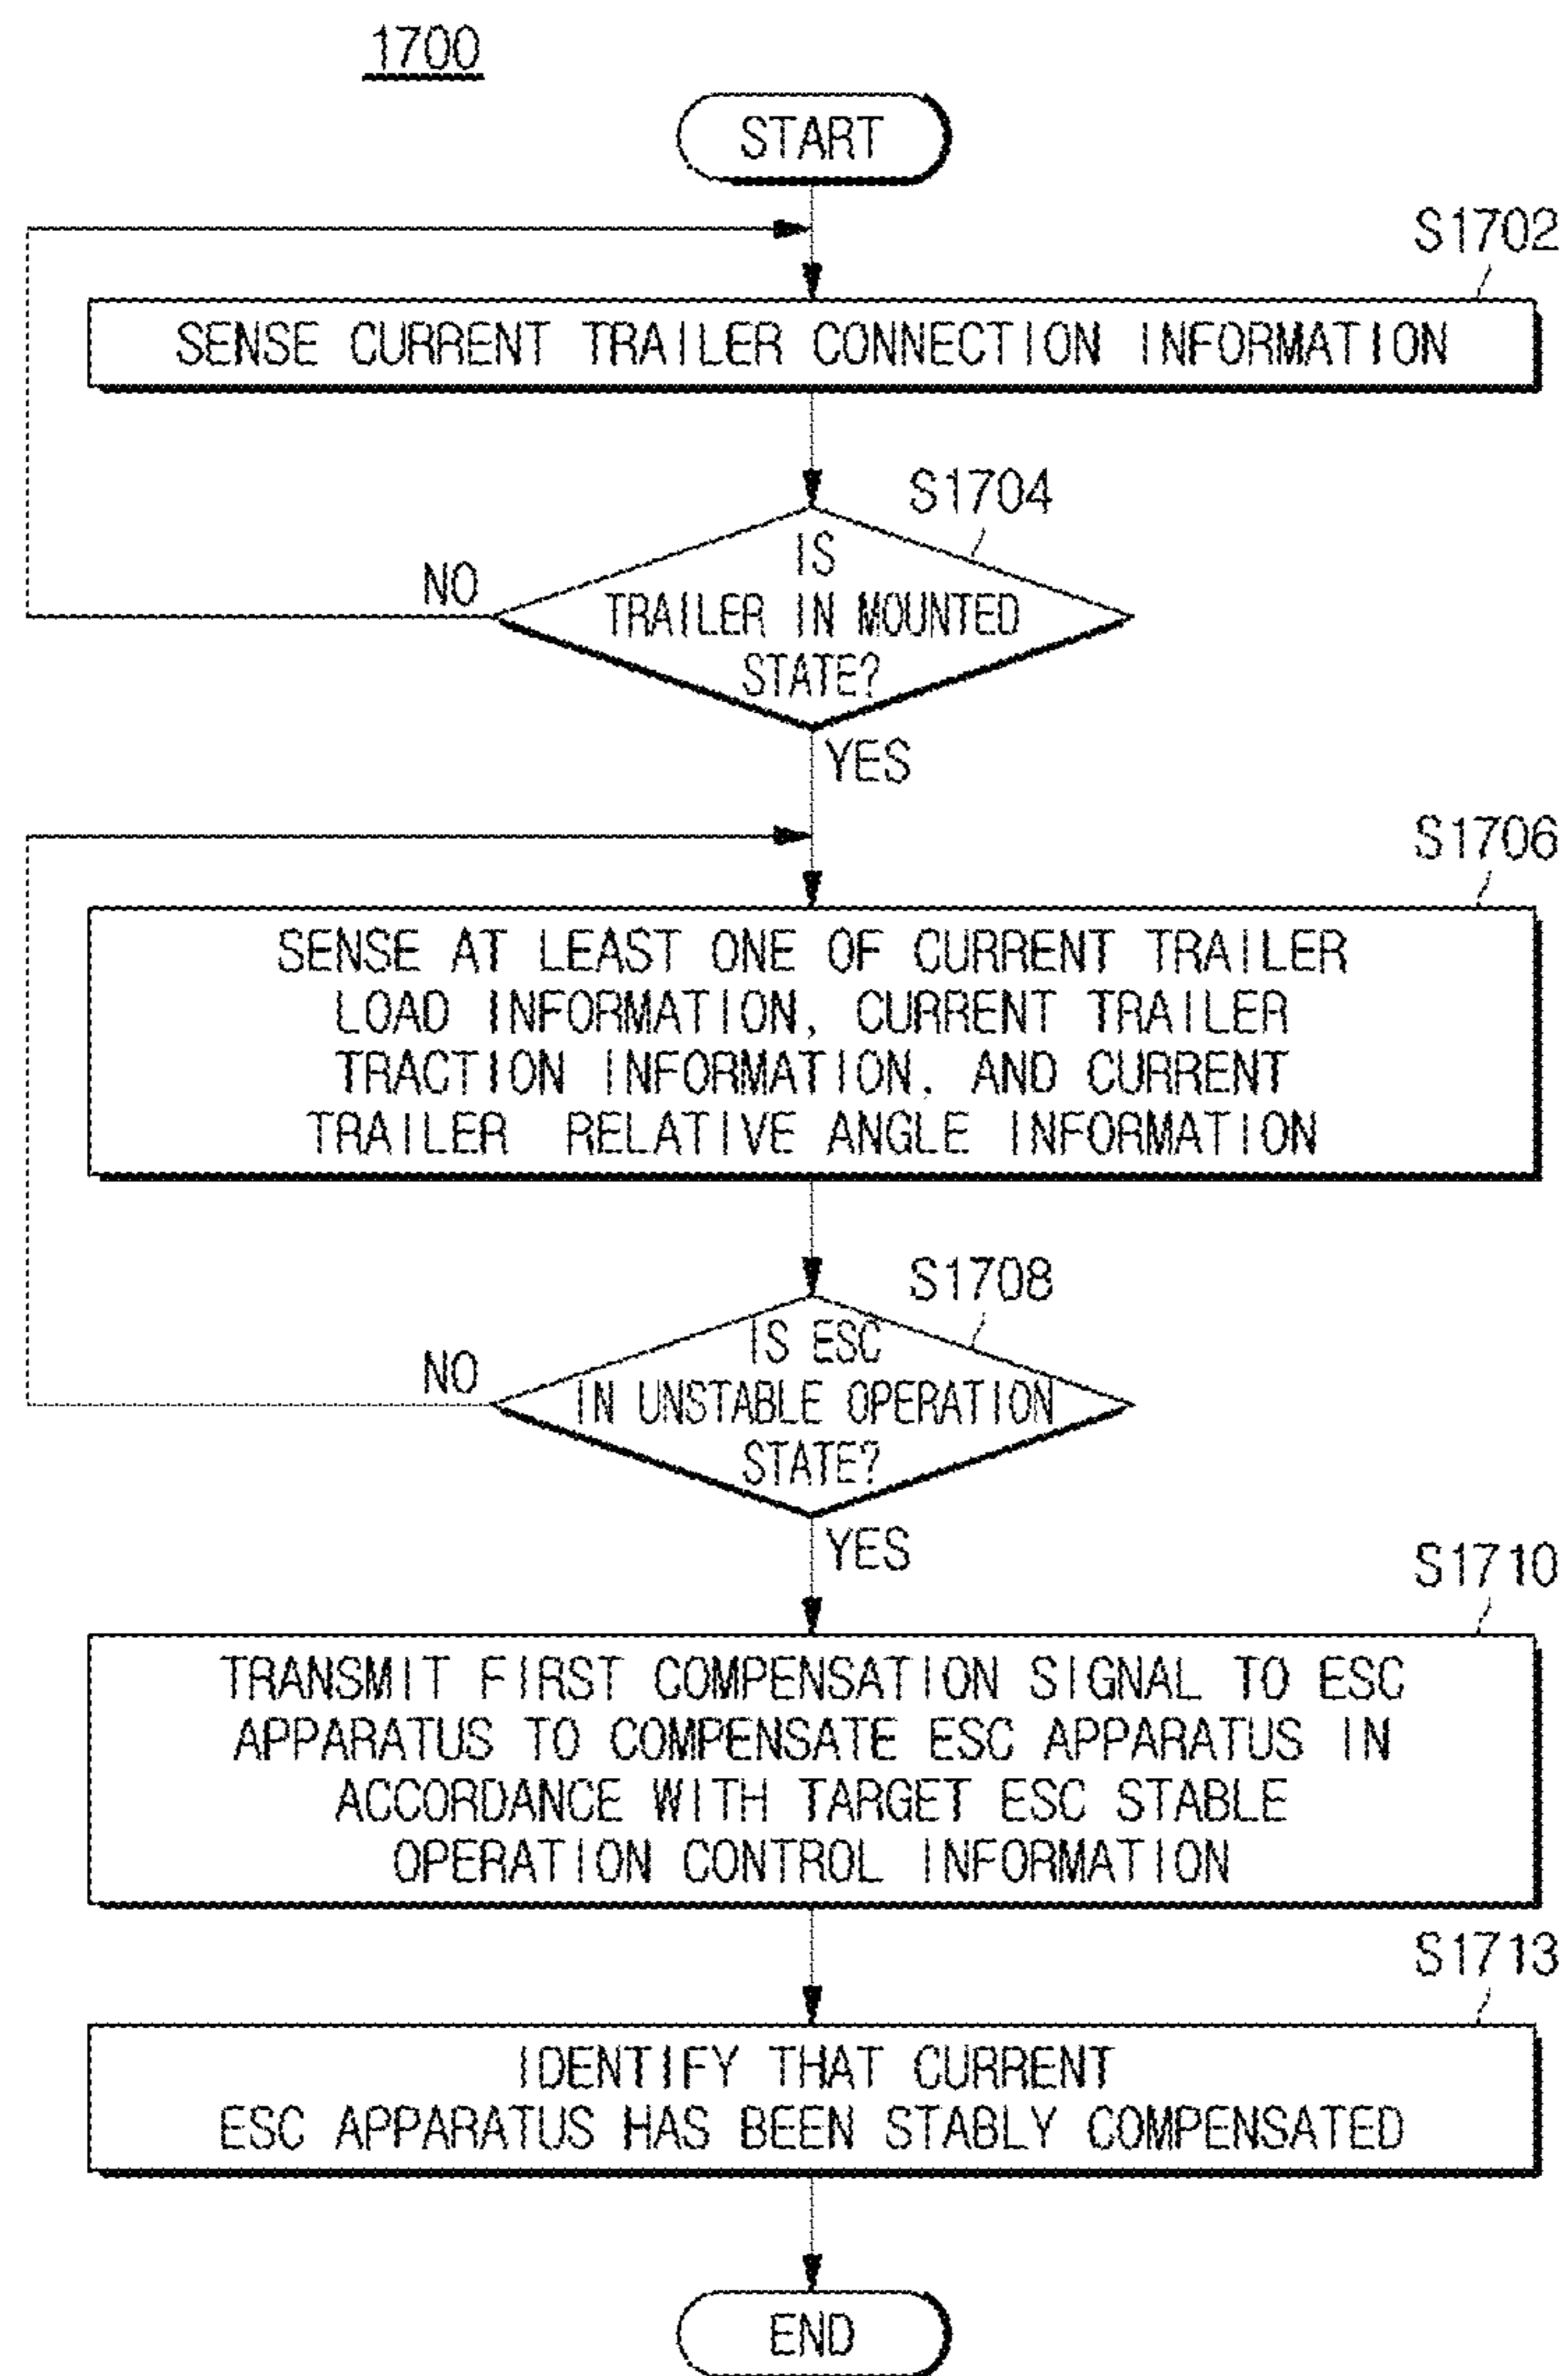 1700
START
S1702
SENSE CURRENT TRAILER CONNECTION INFORMATION
S1704
IS
TRAILER IN MOUNTED
STATE?
NO
YES
S1706
SENSE AT LEAST ONE OF CURRENT TRAILER
LOAD INFORMATION, CURRENT TRAILER
TRACTION INFORMATION, AND CURRENT
TRAILER RELATIVE ANGLE INFORMATION
S1708
IS ESC
IN UNSTABLE OPERATION
STATE?
NO
YES
S1710
TRANSMIT FIRST COMPENSATION SIGNAL TO ESC
APPARATUS TO COMPENSATE ESC APPARATUS IN
ACCORDANCE WITH TARGET ESC STABLE
OPERATION CONTROL INFORMATION
S1713
IDENTIFY THAT CURRENT
ESC APPARATUS HAS BEEN STABLY COMPENSATED
END